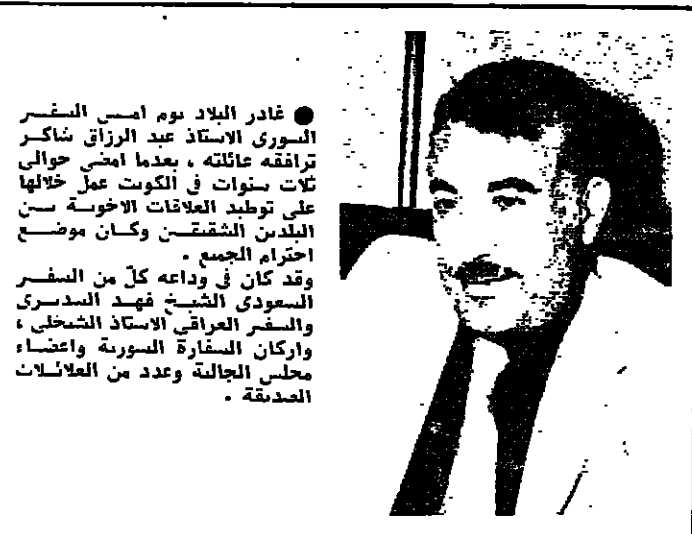 ● غادر البلاد يوم امس السفير
السوري الاستاذ عبد الرزاق شاكر
ترافقه عائلته ، بعدما امضى حوالى
ثلاث سنوات في الكويت عمل خلالها
على توطيد العلاقات الاخوية بين
البلدين الشقيقين وكان موضع
احترام الجميع .
وقد كان في وداعه كلّ من السفير
السعودي الشيخ فهد السديري
والسفير العراقي الاستاذ الشيخلي ،
واركان السفارة السورية واعضاء
مجلس الجالية وعدد من العلائلات
الصديقة .